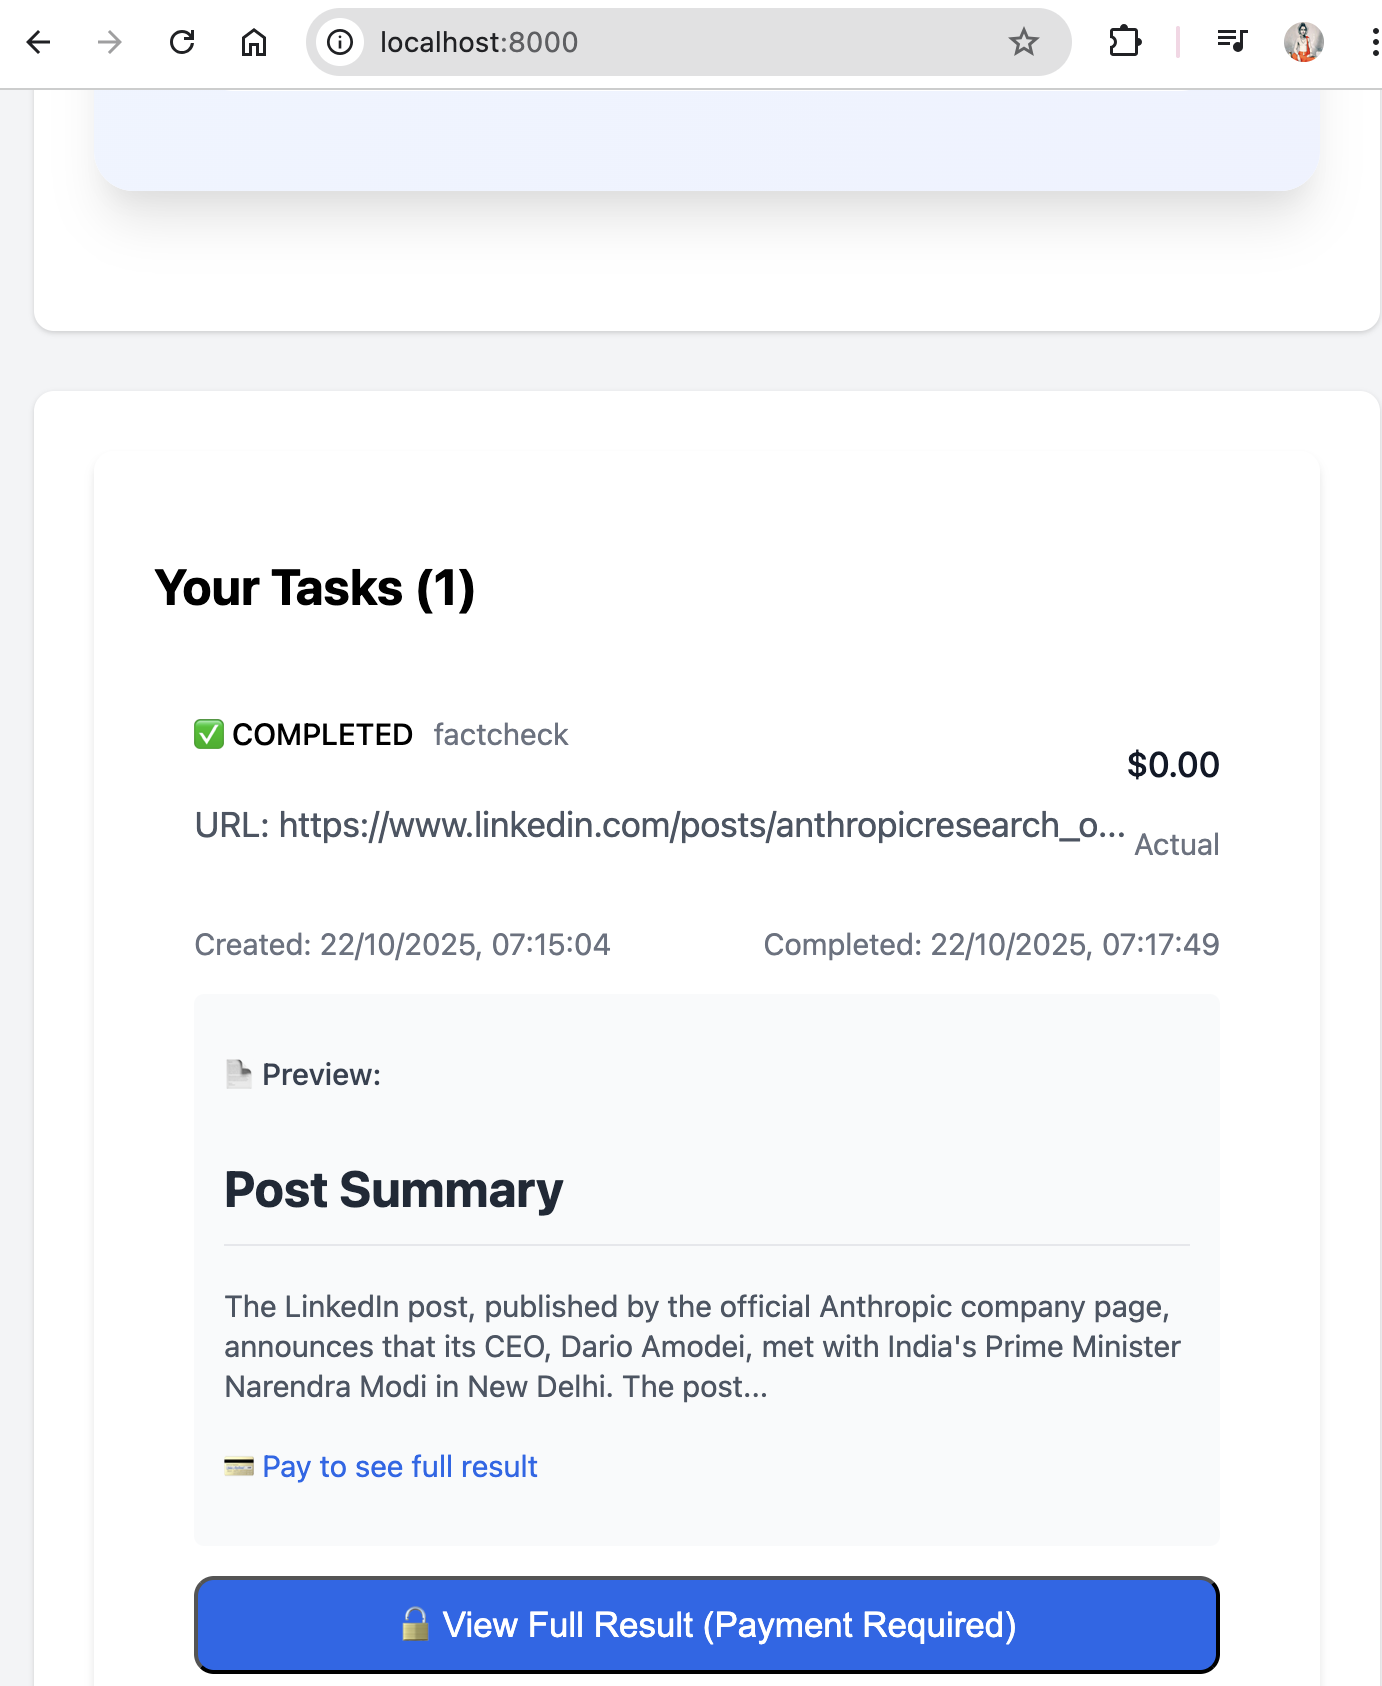 localhost:8000
Your Tasks (1)
✅ COMPLETED factcheck
$0.00
URL: https://www.linkedin.com/posts/anthropicresearch_o...
Actual
Created: 22/10/2025, 07:15:04 Completed: 22/10/2025, 07:17:49
📄 Preview:
Post Summary
The LinkedIn post, published by the official Anthropic company page,
announces that its CEO, Dario Amodei, met with India's Prime Minister
Narendra Modi in New Delhi. The post...
💳 Pay to see full result
🔒 View Full Result (Payment Required)